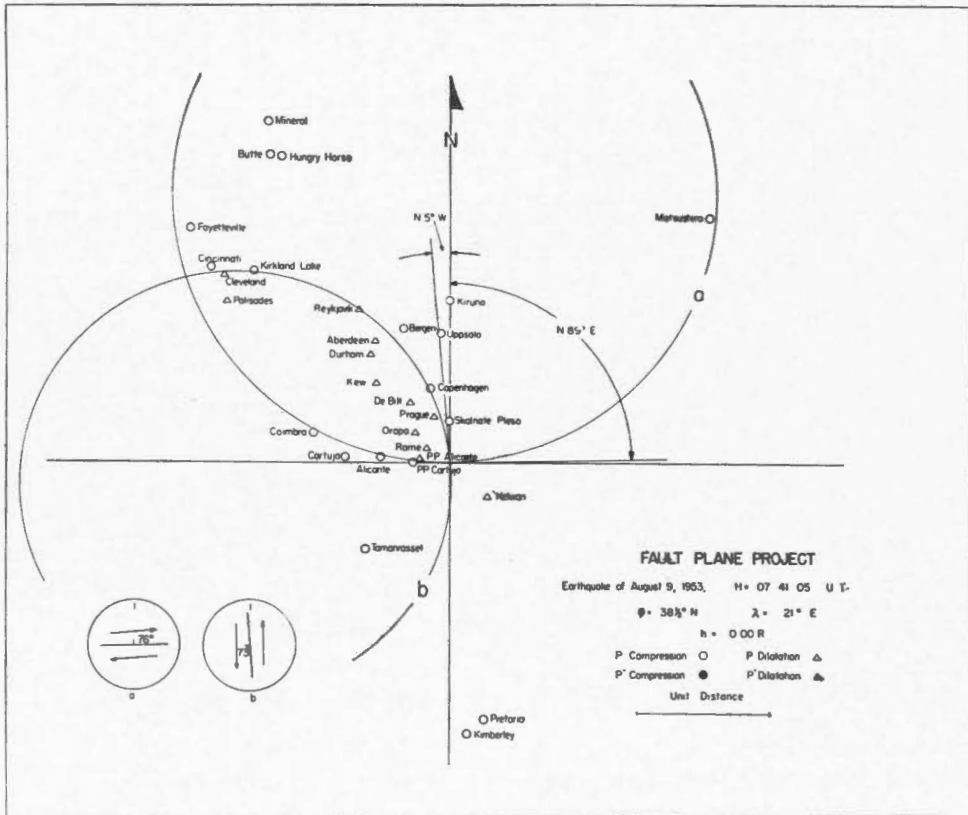 Mineral
Butte
Hungry Horse
N
N 5° W
Fayetteville
Matsushiro
Cincinnati
Kirkland Lake
Cleveland
Palisades
Reykjavik
Kiruna
a
Bergen
Uppsala
N 85° E
Aberdeen
Durham
Kew
Copenhagen
De Bilt
Prague
Skalnate Pleso
Coimbra
Oropa
Rome
Cartuja
PP Alicante
Alicante
PP Cartuja
Helwan
Tamanrasset
b
FAULT PLANE PROJECT
Earthquake of August 9, 1953, H= 07 41 05 U T.
φ= 38½° N λ= 21° E
h = 0.00 R
P Compression P Dilatation
P' Compression P' Dilatation
Unit Distance
76°
a
b
Pretoria
Kimberley